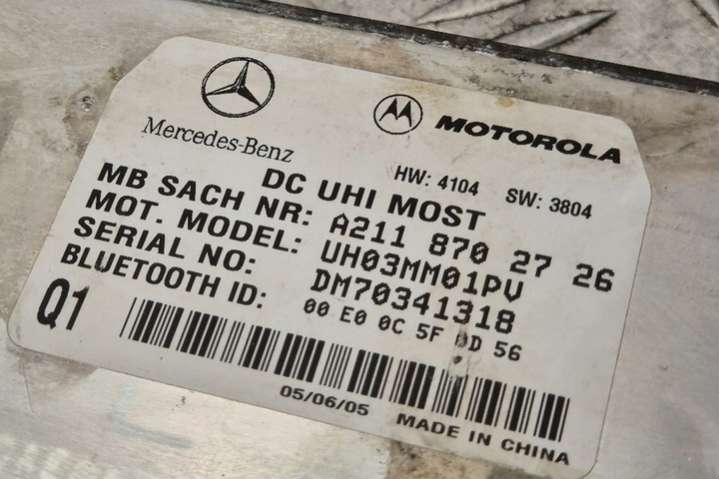 Mercedes-Benz
MOTOROLA
HW: 4104 SW: 3804
DC UHI MOST
MB SACH NR: A211 870 27 26
MOT. MODEL: UH03MM01PV
SERIAL NO: DM70341318
BLUETOOTH ID: 00 E0 0C 5F 0D 56
Q1
05/06/05 MADE IN CHINA